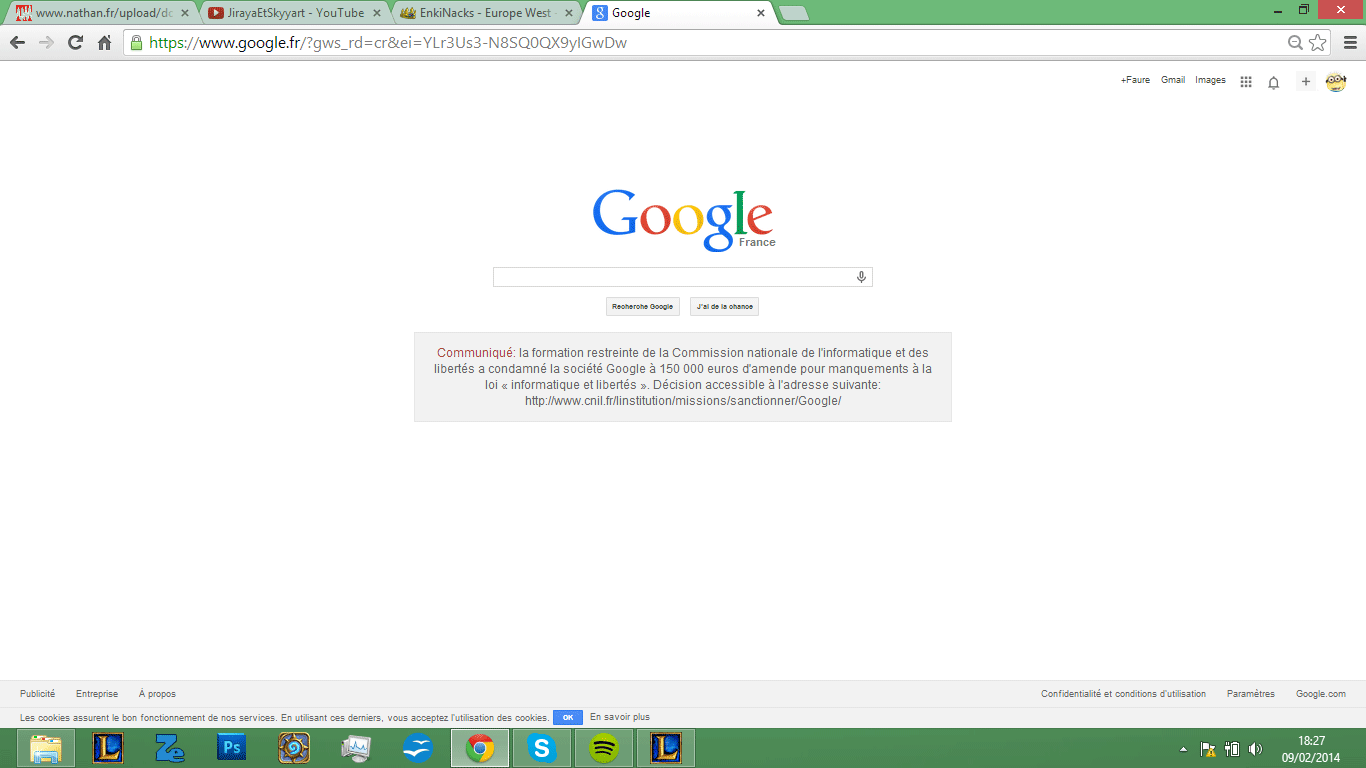 www.nathan.fr/upload/dc
JirayaEtSkyyart - YouTube
EnkiNacks - Europe West
Google
https://www.google.fr/?gws_rd=cr&ei=YLr3Us3-N8SQ0QX9yIGwDw
+Faure Gmail Images
Google
France
Recherche Google J'ai de la chance
Communiqué: la formation restreinte de la Commission nationale de l'informatique et des
libertés a condamné la société Google à 150 000 euros d'amende pour manquements à la
loi « informatique et libertés ». Décision accessible à l'adresse suivante:
http://www.cnil.fr/linstitution/missions/sanctionner/Google/
Publicité Entreprise À propos Confidentialité et conditions d'utilisation Paramètres Google.com
Les cookies assurent le bon fonctionnement de nos services. En utilisant ces derniers, vous acceptez l'utilisation des cookies. OK En savoir plus
L Ze Ps S L
18:27
09/02/2014